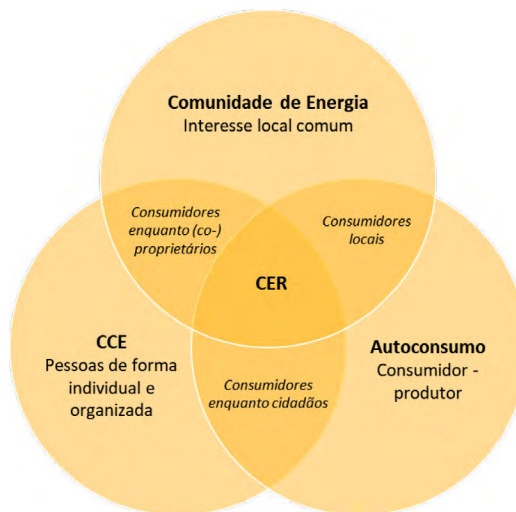 Comunidade de Energia
Interesse local comum
Consumidores
enquanto (co-)
proprietários
Consumidores
locais
CER
CCE
Pessoas de forma
individual e
organizada
Autoconsumo
Consumidor -
produtor
Consumidores
enquanto cidadãos